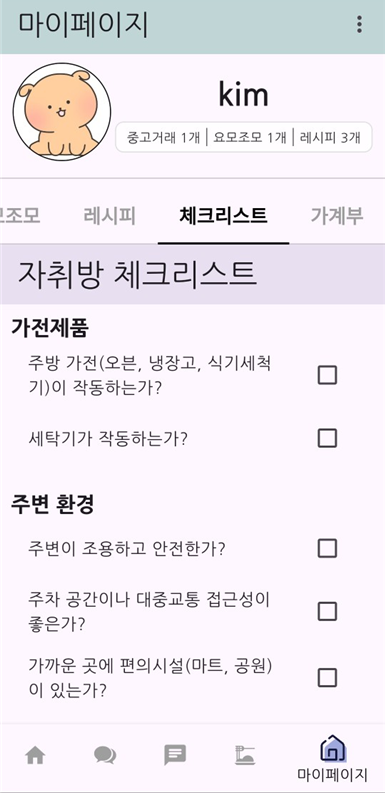 마이페이지
kim
중고거래 1개 | 요모조모 1개 | 레시피 3개
모조모 레시피 체크리스트 가계부
자취방 체크리스트
가전제품
주방 가전(오븐, 냉장고, 식기세척
기)이 작동하는가?
세탁기가 작동하는가?
주변 환경
주변이 조용하고 안전한가?
주차 공간이나 대중교통 접근성이
좋은가?
가까운 곳에 편의시설(마트, 공원)
이 있는가?
마이페이지